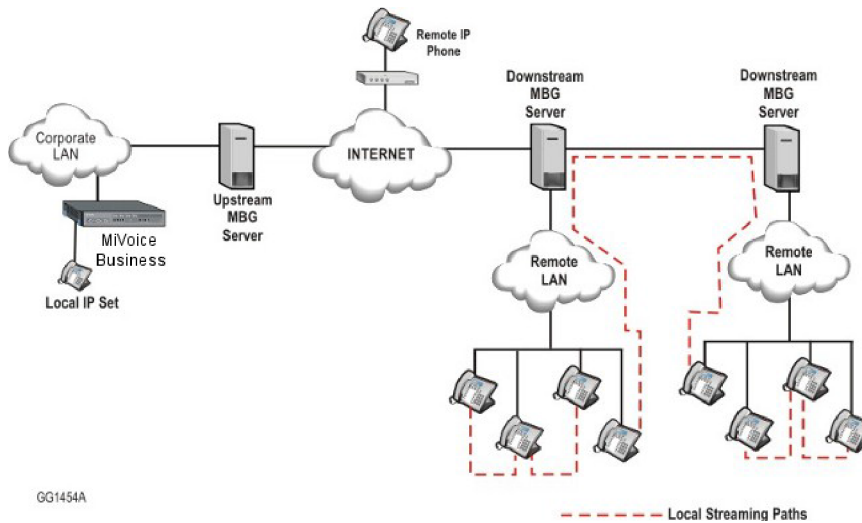 Remote IP
Phone
Downstream
MBG
Server
Downstream
MBG
Server
Corporate
LAN
INTERNET
Upstream
MBG
Server
MiVoice
Business
Local IP Set
Remote
LAN
Remote
LAN
GG1454A
Local Streaming Paths